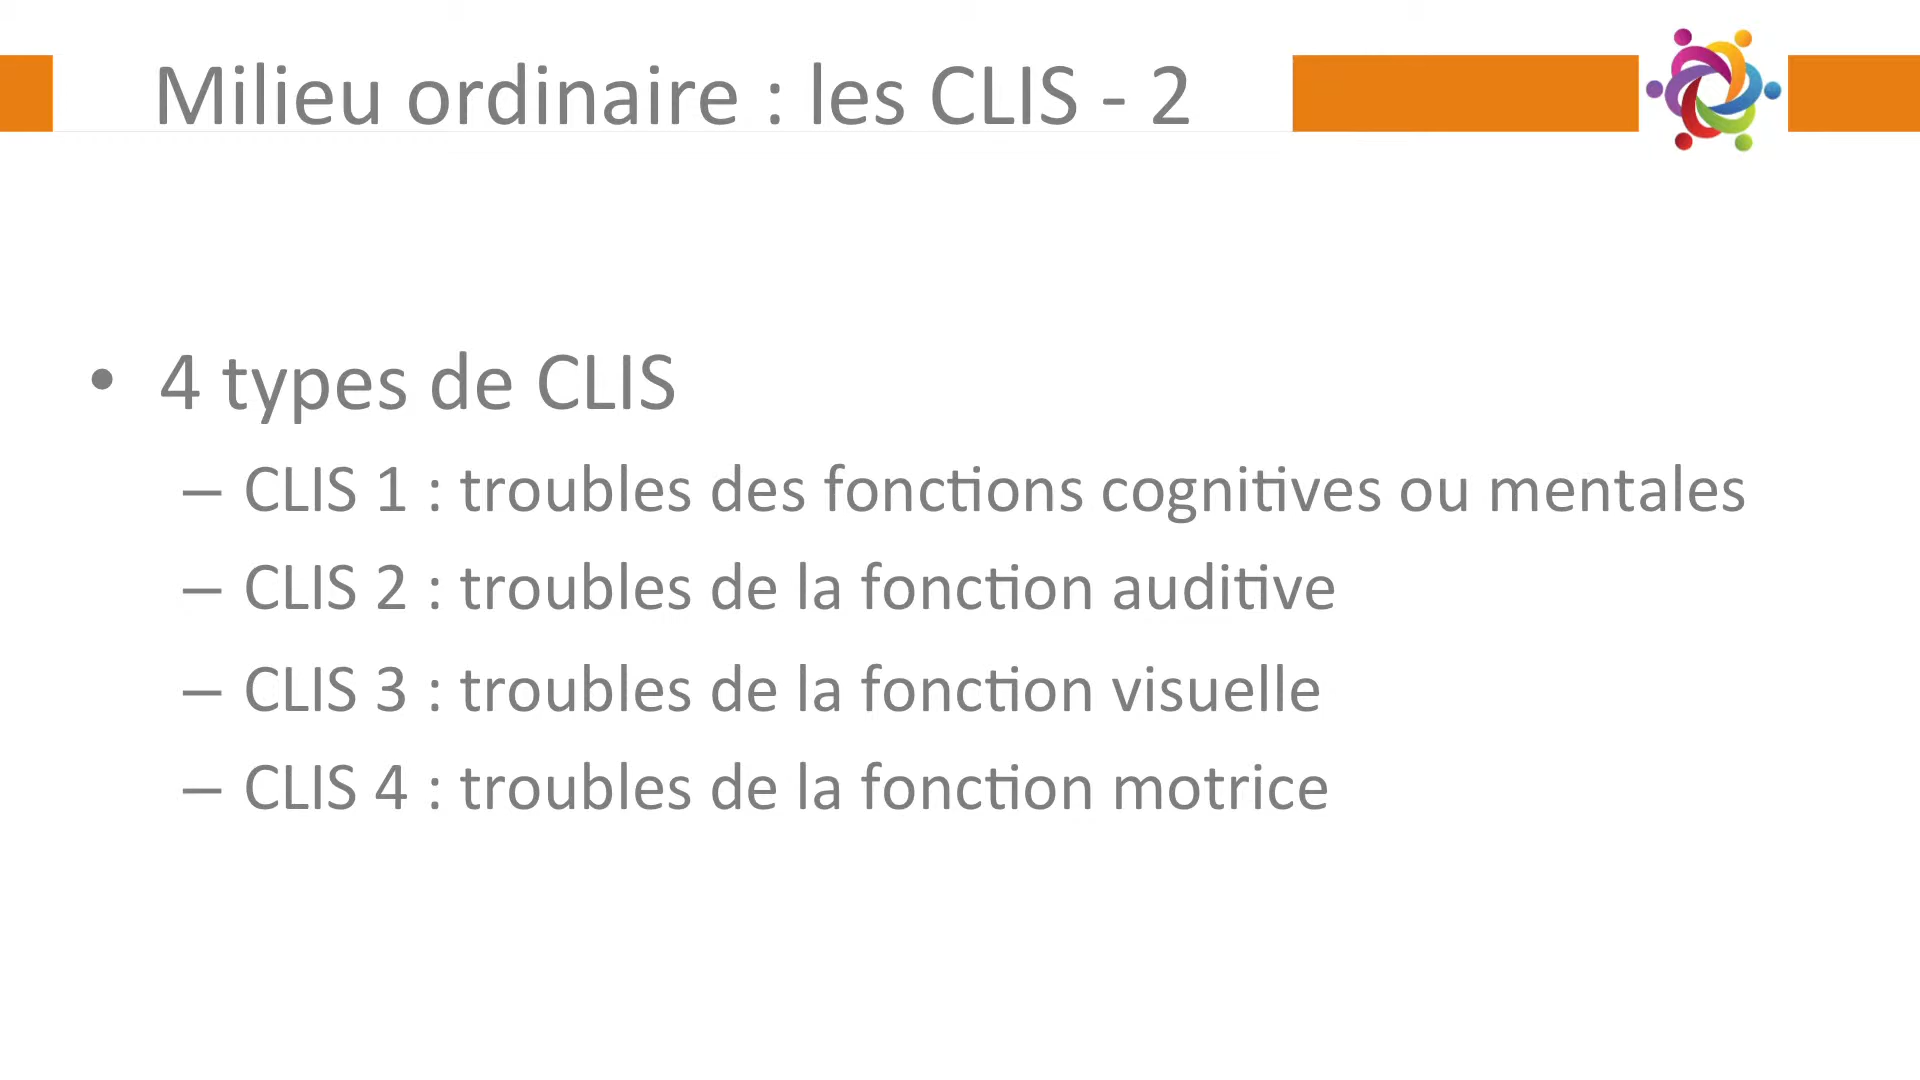 Milieu ordinaire : les CLIS - 2
• 4 types de CLIS
– CLIS 1 : troubles des fonctions cognitives ou mentales
– CLIS 2 : troubles de la fonction auditive
– CLIS 3 : troubles de la fonction visuelle
– CLIS 4 : troubles de la fonction motrice